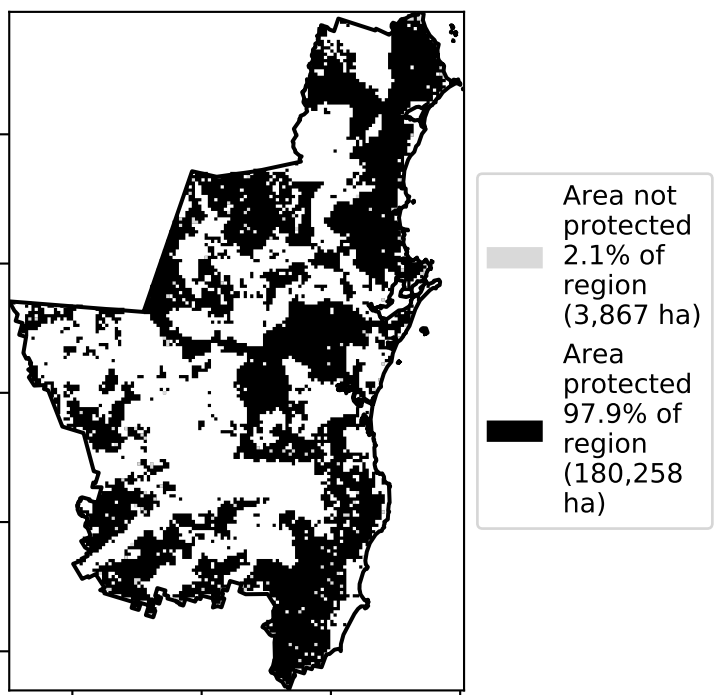 Area not
protected
2.1% of
region
(3,867 ha)
Area
protected
97.9% of
region
(180,258
ha)